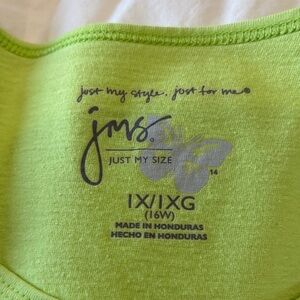 just my style. just for me®
jms.
JUST MY SIZE
14
1X/1XG
(16W)
MADE IN HONDURAS
HECHO EN HONDURAS